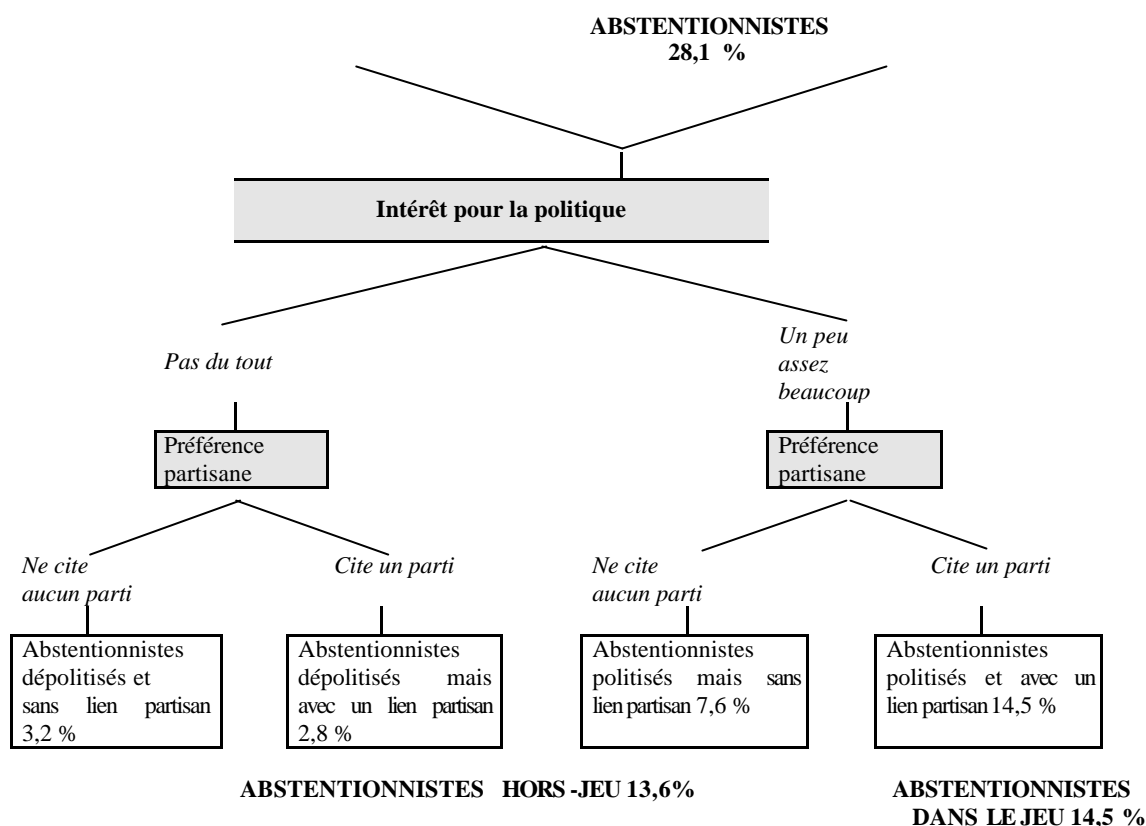 ABSTENTIONNISTES
28,1 %
Intérêt pour la politique
Pas du tout
Un peu
assez
beaucoup
Préférence
partisane
Préférence
partisane
Ne cite
aucun parti
Cite un parti
Ne cite
aucun parti
Cite un parti
Abstentionnistes
dépolitisés et
sans lien partisan
3,2 %
Abstentionnistes
dépolitisés mais
avec un lien partisan
2,8 %
Abstentionnistes
politisés mais sans
lien partisan 7,6 %
Abstentionnistes
politisés et avec un
lien partisan 14,5 %
ABSTENTIONNISTES HORS -JEU 13,6%
ABSTENTIONNISTES
DANS LE JEU 14,5 %